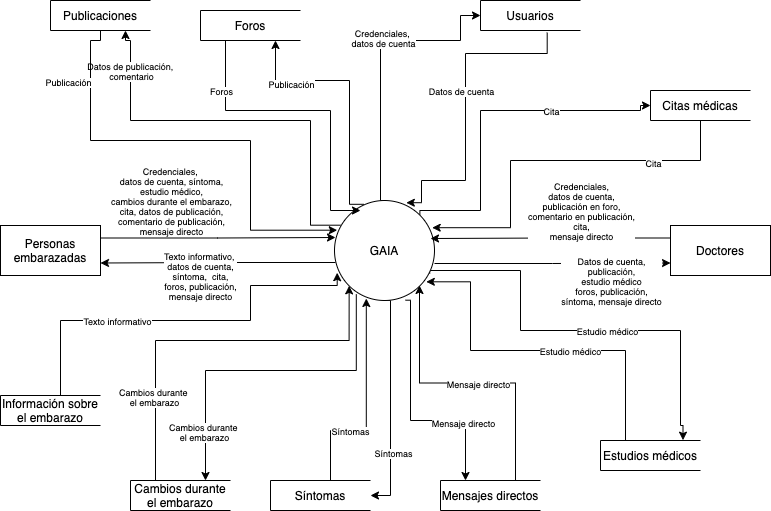 Publicaciones
Foros
Usuarios
Credenciales,
datos de cuenta
Datos de publicación,
comentario
Publicación
Foros
Publicación
Datos de cuenta
Citas médicas
Cita
Cita
Credenciales,
datos de cuenta, síntoma,
estudio médico,
cambios durante el embarazo,
cita, datos de publicación,
comentario de publicación,
mensaje directo
Credenciales,
datos de cuenta,
publicación en foro,
comentario en publicación,
cita,
mensaje directo
Personas
embarazadas
GAIA
Doctores
Texto informativo,
datos de cuenta,
síntoma, cita,
foros, publicación,
mensaje directo
Datos de cuenta,
publicación,
estudio médico
foros, publicación,
síntoma, mensaje directo
Texto informativo
Estudio médico
Estudio médico
Información sobre
el embarazo
Cambios durante
el embarazo
Mensaje directo
Cambios durante
el embarazo
Síntomas
Mensaje directo
Síntomas
Estudios médicos
Cambios durante
el embarazo
Síntomas
Mensajes directos